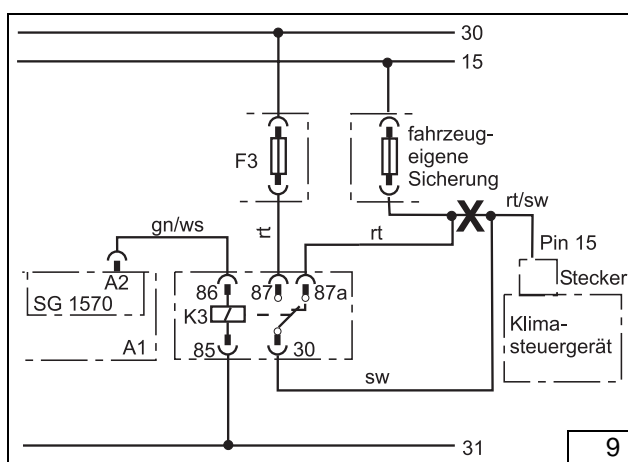 30
15
F3
fahrzeug-
eigene
Sicherung
rt/sw
gn/ws
rt
rt
Pin 15
A2
SG 1570
A1
86
87
87a
K3
85
30
Stecker
Klima-
steuergerät
sw
31
9